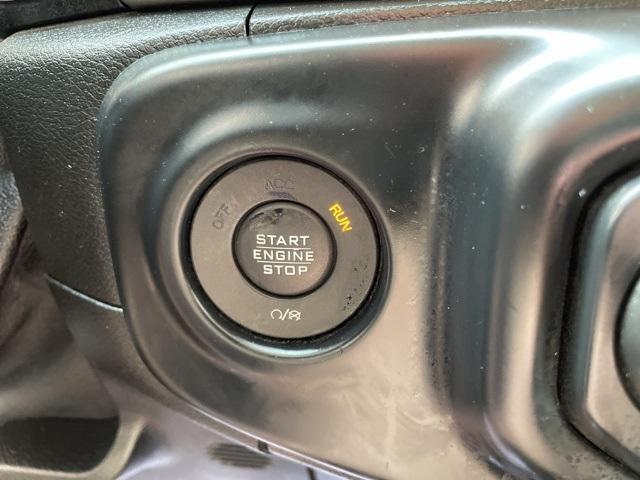 OFF
ACC
RUN
START
ENGINE
STOP